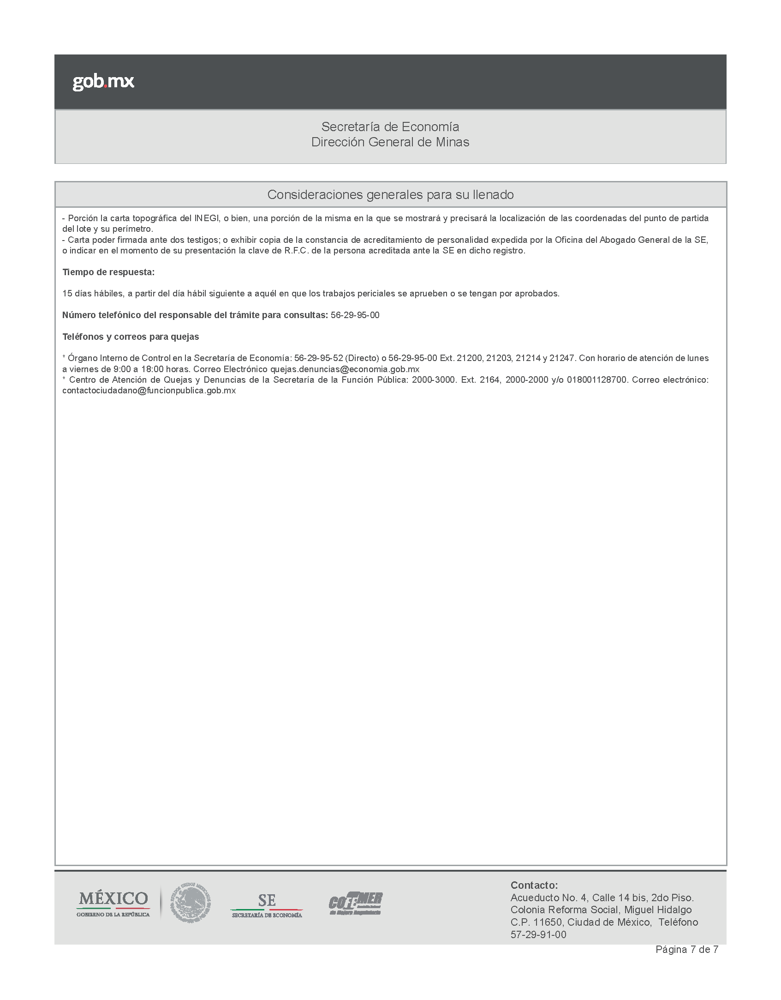 gob.mx
Secretaría de Economía
Dirección General de Minas
Consideraciones generales para su llenado
- Porción la carta topográfica del INEGI, o bien, una porción de la misma en la que se mostrará y precisará la localización de las coordenadas del punto de partida
del lote y su perímetro.
- Carta poder firmada ante dos testigos; o exhibir copia de la constancia de acreditamiento de personalidad expedida por la Oficina del Abogado General de la SE,
o indicar en el momento de su presentación la clave de R.F.C. de la persona acreditada ante la SE en dicho registro.
Tiempo de respuesta:
15 días hábiles, a partir del día hábil siguiente a aquél en que los trabajos periciales se aprueben o se tengan por aprobados.
Número telefónico del responsable del trámite para consultas: 56-29-95-00
Teléfonos y correos para quejas
* Órgano Interno de Control en la Secretaría de Economía: 56-29-95-52 (Directo) o 56-29-95-00 Ext. 21200, 21203, 21214 y 21247. Con horario de atención de lunes
a viernes de 9:00 a 18:00 horas. Correo Electrónico quejas.denuncias@economia.gob.mx
* Centro de Atención de Quejas y Denuncias de la Secretaría de la Función Pública: 2000-3000. Ext. 2164, 2000-2000 y/o 018001128700. Correo electrónico:
contactociudadano@funcionpublica.gob.mx
MÉXICO
GOBIERNO DE LA REPÚBLICA
ESTADOS UNIDOS MEXICANOS
SE
SECRETARÍA DE ECONOMÍA
COFEMER
de Mejora Regulatoria
Contacto:
Acueducto No. 4, Calle 14 bis, 2do Piso.
Colonia Reforma Social, Miguel Hidalgo
C.P. 11650, Ciudad de México, Teléfono
57-29-91-00
Página 7 de 7